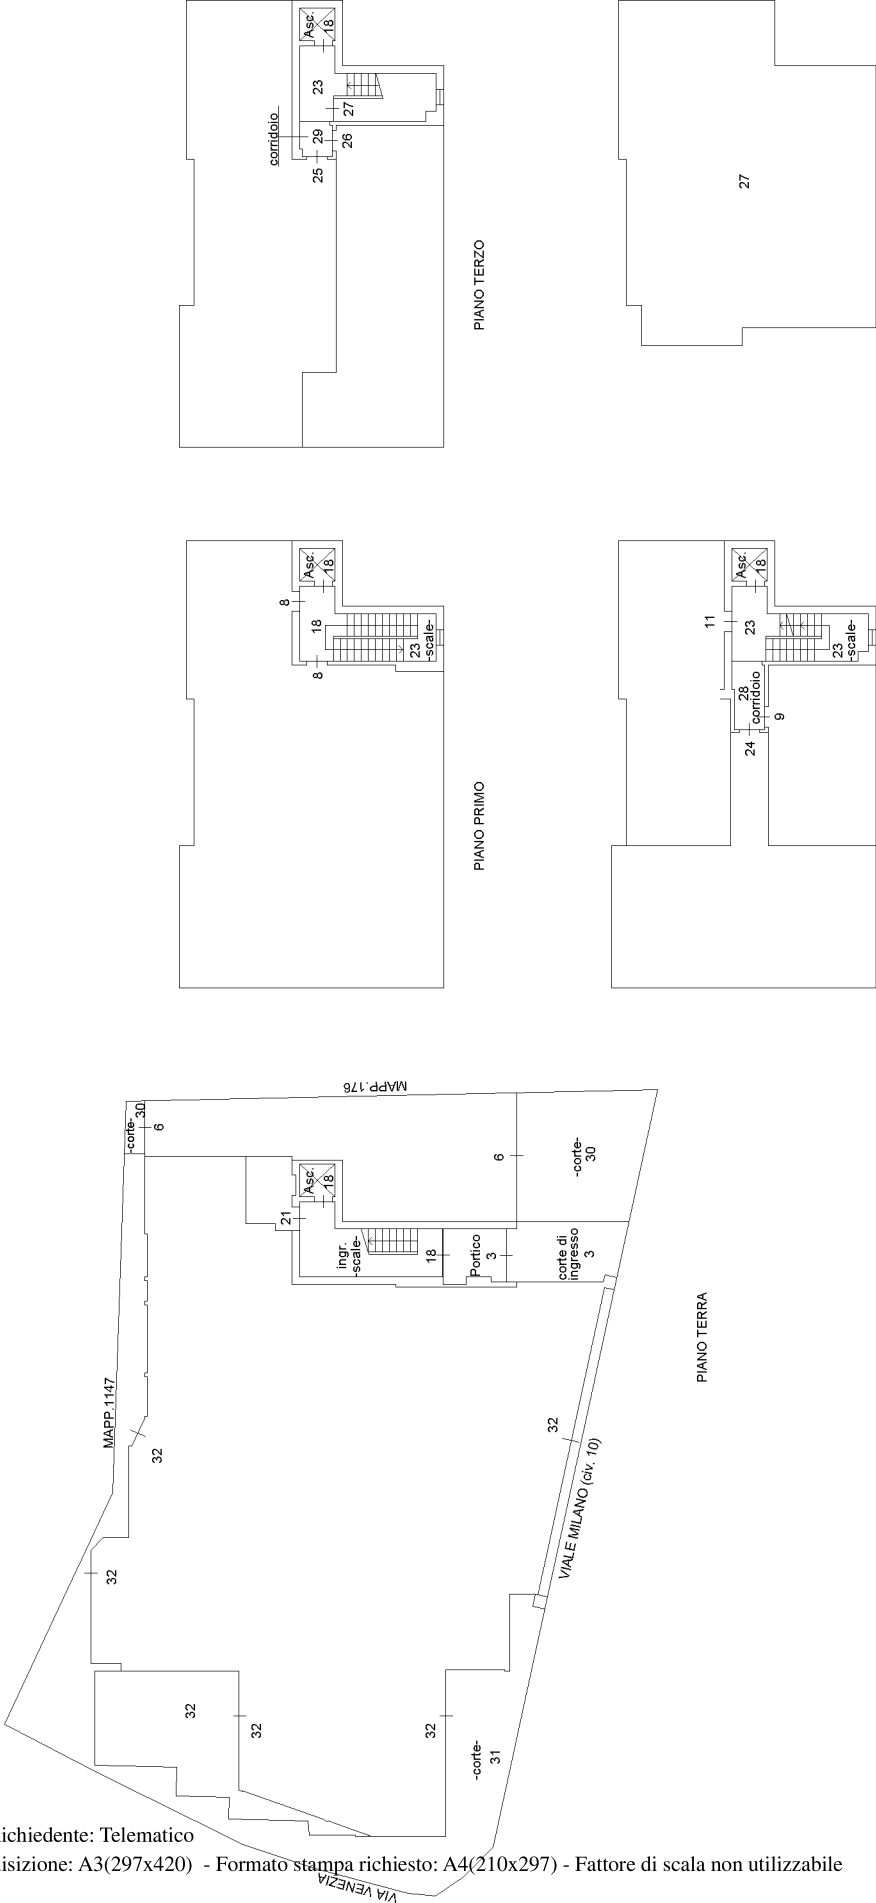 Asc.
18
23
27
corridoio
29
26
25
PIANO TERZO
27
Asc.
18
8
18
23
-scale-
8
PIANO PRIMO
Asc.
18
11
23
23
-scale-
28
corridoio
9
24
MAPP.176
-corte-
30
6
6
-corte-
30
Asc.
18
21
ingr.
-scale-
18
Portico
3
corte di
ingresso
3
PIANO TERRA
MAPP.1147
32
32
VIALE MILANO (civ. 10)
32
32
32
32
-corte-
31
ichiedente: Telematico
isizione: A3(297x420) - Formato stampa richiesto: A4(210x297) - Fattore di scala non utilizzabile
VIA VENEZIA